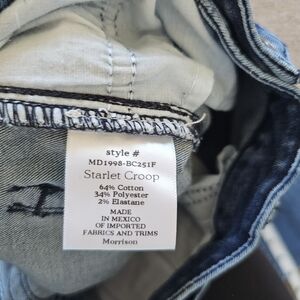 style #
MD1998-BC251F
Starlet Croop
64% Cotton
34% Polyester
2% Elastane
MADE
IN MEXICO
OF IMPORTED
FABRICS AND TRIMS
Morrison